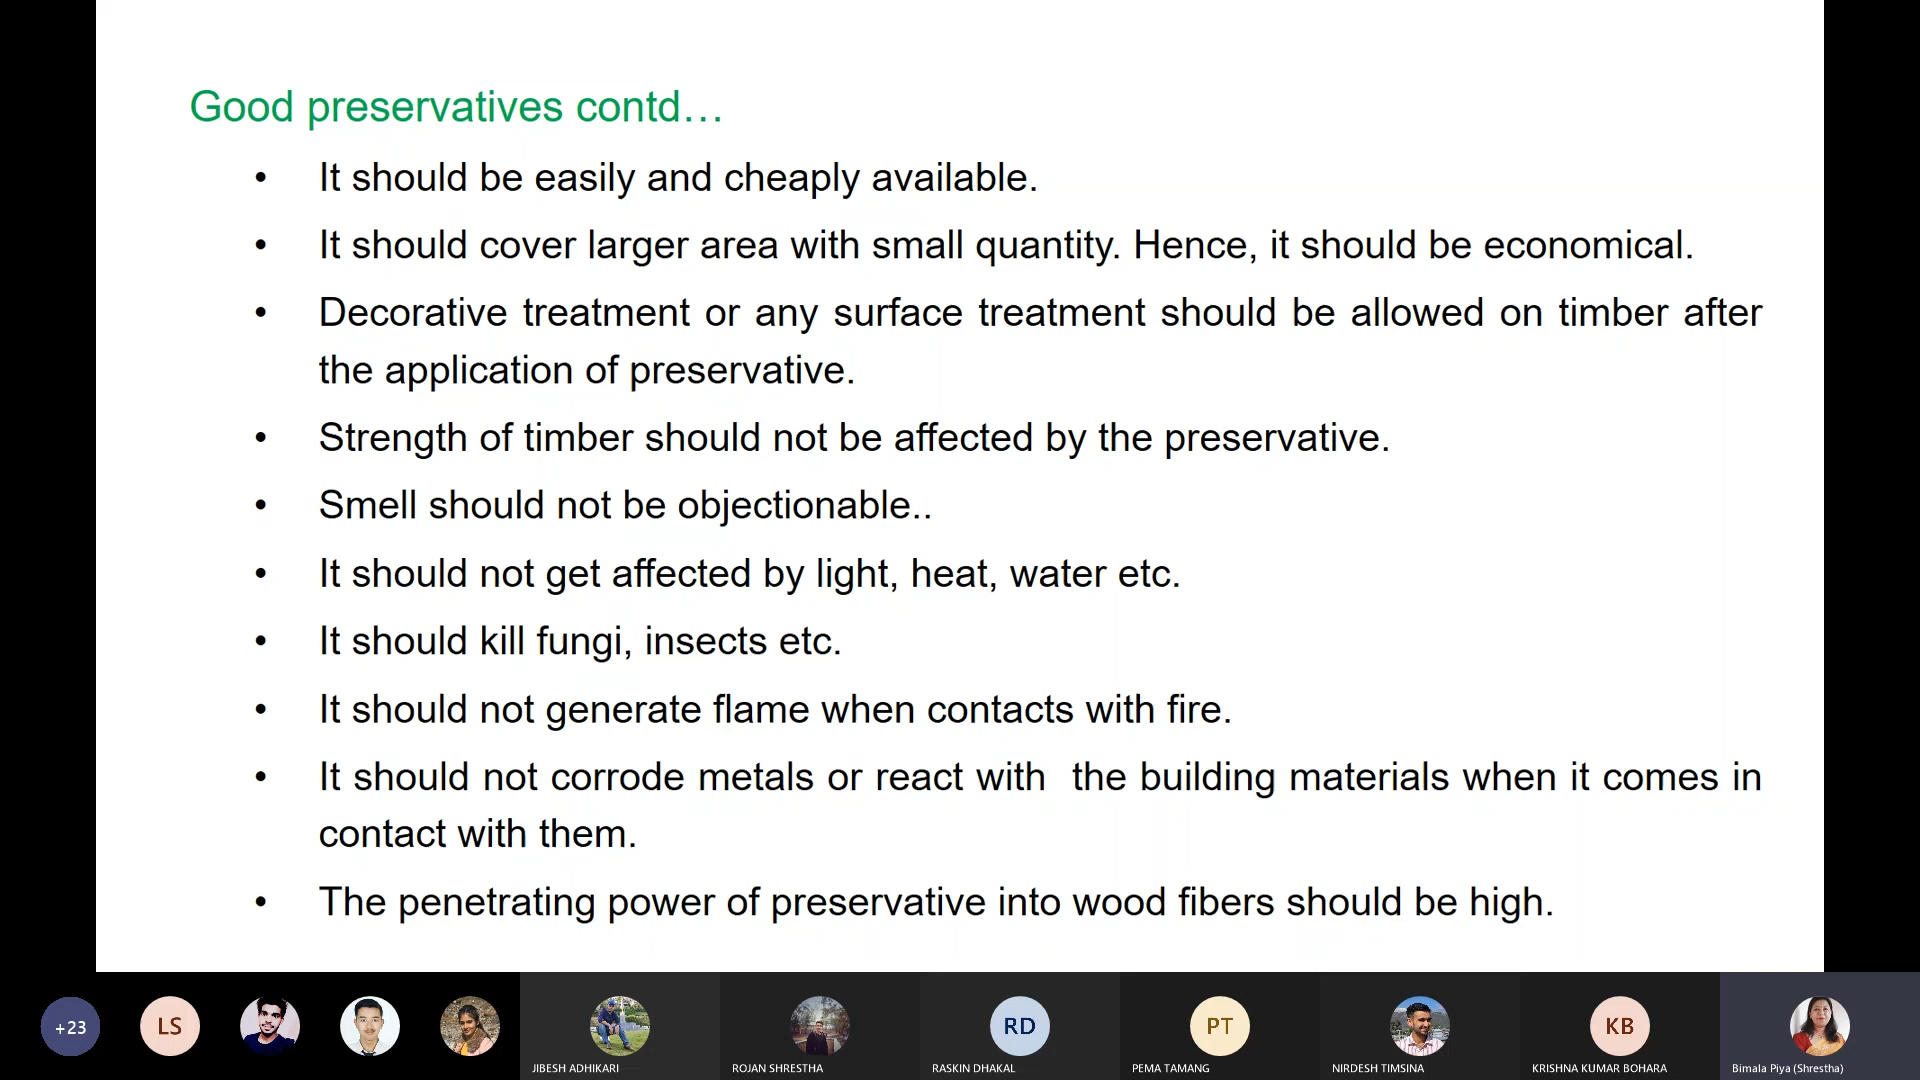 Good preservatives contd…
• It should be easily and cheaply available.
• It should cover larger area with small quantity. Hence, it should be economical.
• Decorative treatment or any surface treatment should be allowed on timber after
the application of preservative.
• Strength of timber should not be affected by the preservative.
• Smell should not be objectionable..
• It should not get affected by light, heat, water etc.
• It should kill fungi, insects etc.
• It should not generate flame when contacts with fire.
• It should not corrode metals or react with  the building materials when it comes in
contact with them.
• The penetrating power of preservative into wood fibers should be high.
+23
LS
RD
PT
KB
JIBESH ADHIKARI
ROJAN SHRESTHA
RASKIN DHAKAL
PEMA TAMANG
NIRDESH TIMSINA
KRISHNA KUMAR BOHARA
Bimala Piya (Shrestha)